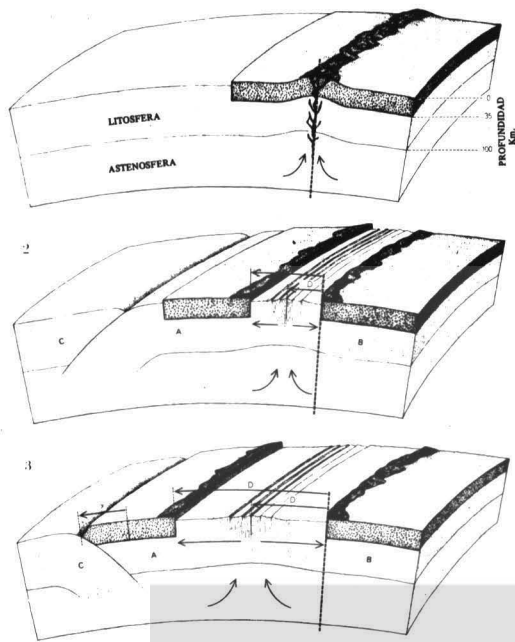 LITOSFERA
ASTENOSFERA
0
35
100
PROFUNDIDAD
Km.
2
D
C
A
B
3
D
D
C
A
B